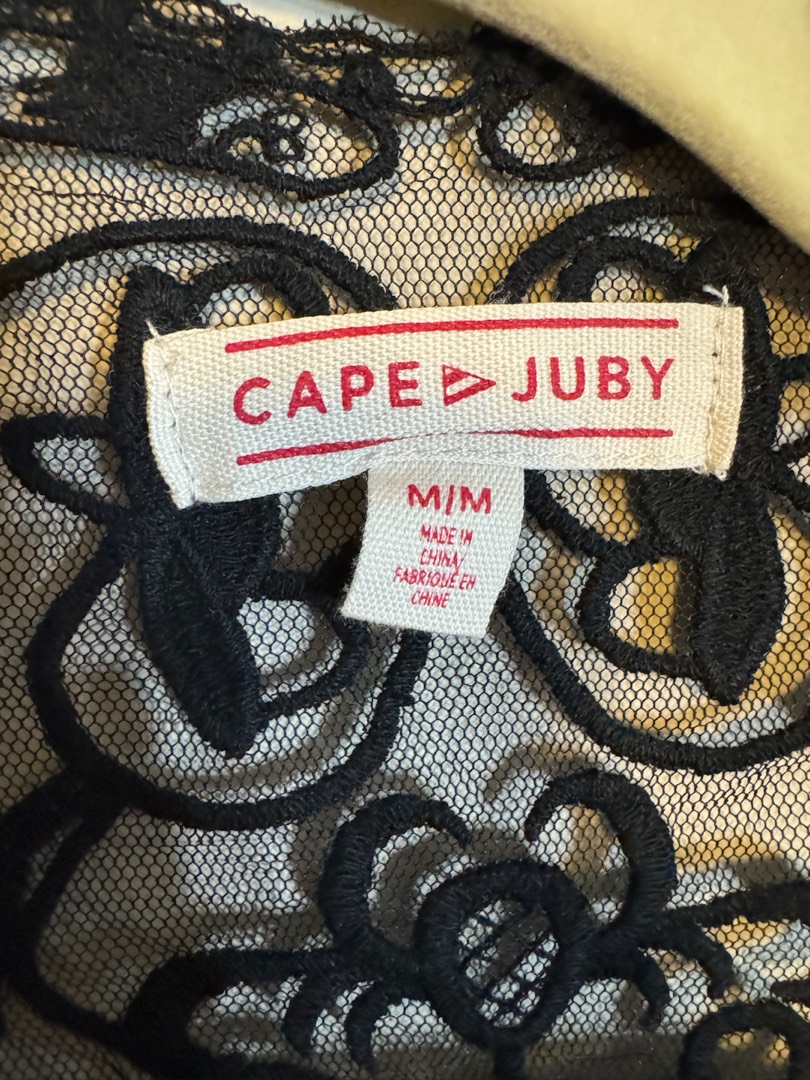 CAPE JUBY
M/M
MADE IN
CHINA/
FABRIQUÉ EN
CHINE